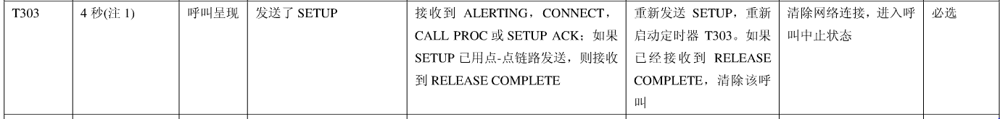 T303
4 秒(注 1)
呼叫呈现
发送了 SETUP
接收到 ALERTING，CONNECT，
CALL PROC 或 SETUP ACK；如果
SETUP 已用点-点链路发送，则接收
到 RELEASE COMPLETE
重新发送 SETUP，重新
启动定时器 T303。如果
已经接收到 RELEASE
COMPLETE，清除该呼
叫
清除网络连接，进入呼
叫中止状态
必选